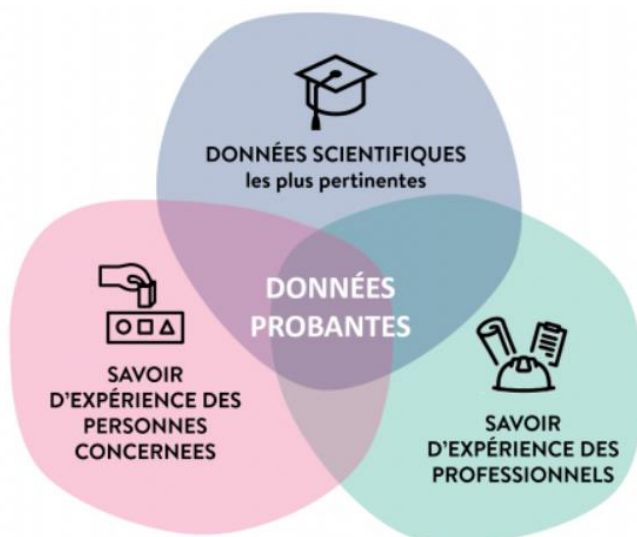 DONNÉES SCIENTIFIQUES
les plus pertinentes
DONNÉES
PROBANTES
SAVOIR
D'EXPÉRIENCE DES
PERSONNES
CONCERNEES
SAVOIR
D'EXPÉRIENCE DES
PROFESSIONNELS